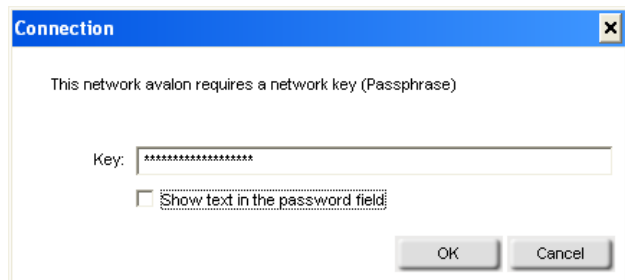 Connection
This network avalon requires a network key (Passphrase)
Key: *******************
Show text in the password field
OK Cancel